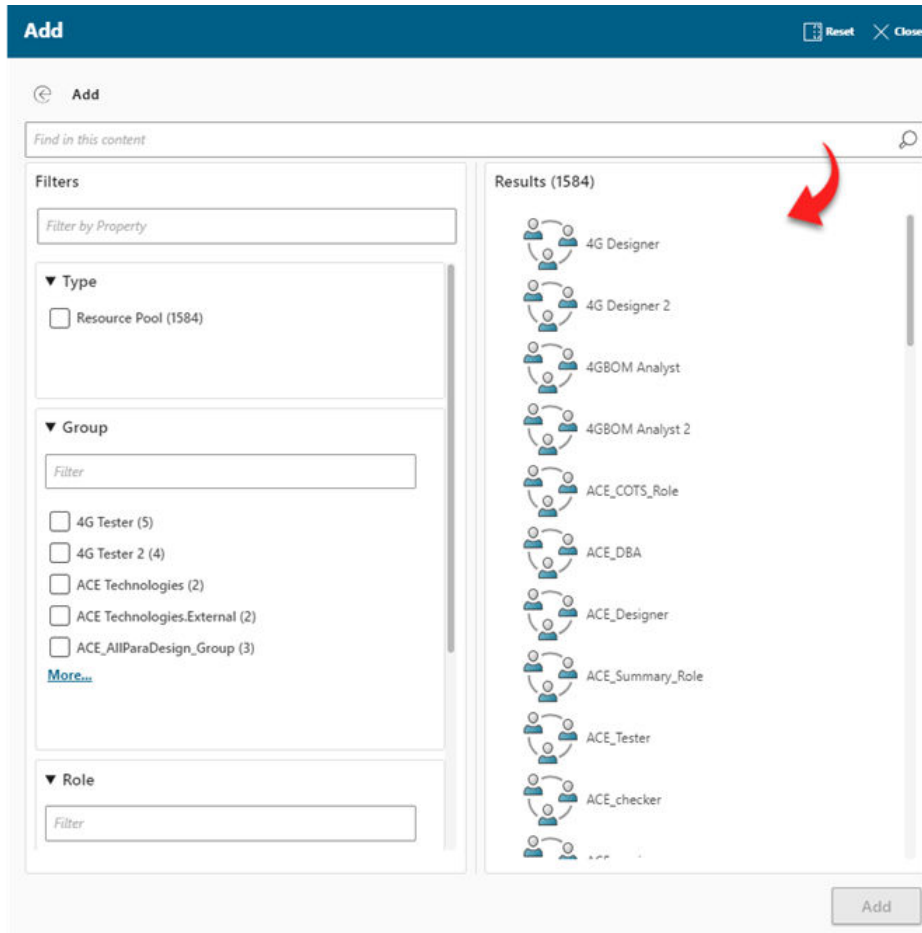 Add
Reset
Close
Add
Find in this content
Filters
Filter by Property
Type
Resource Pool (1584)
Group
Filter
4G Tester (5)
4G Tester 2 (4)
ACE Technologies (2)
ACE Technologies.External (2)
ACE_AllParaDesign_Group (3)
More...
Role
Filter
Results (1584)
4G Designer
4G Designer 2
4GBOM Analyst
4GBOM Analyst 2
ACE_COTS_Role
ACE_DBA
ACE_Designer
ACE_Summary_Role
ACE_Tester
ACE_checker
Add